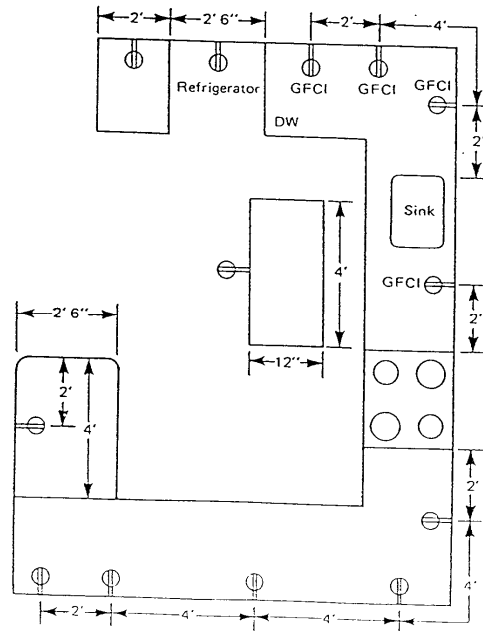 2' 2' 6" 2' 4'
Refrigerator GFCI GFCI GFCI
DW
2'
Sink
4'
GFCI
2' 6"
2'
12"
2'
4'
2'
4'
2' 4' 4'